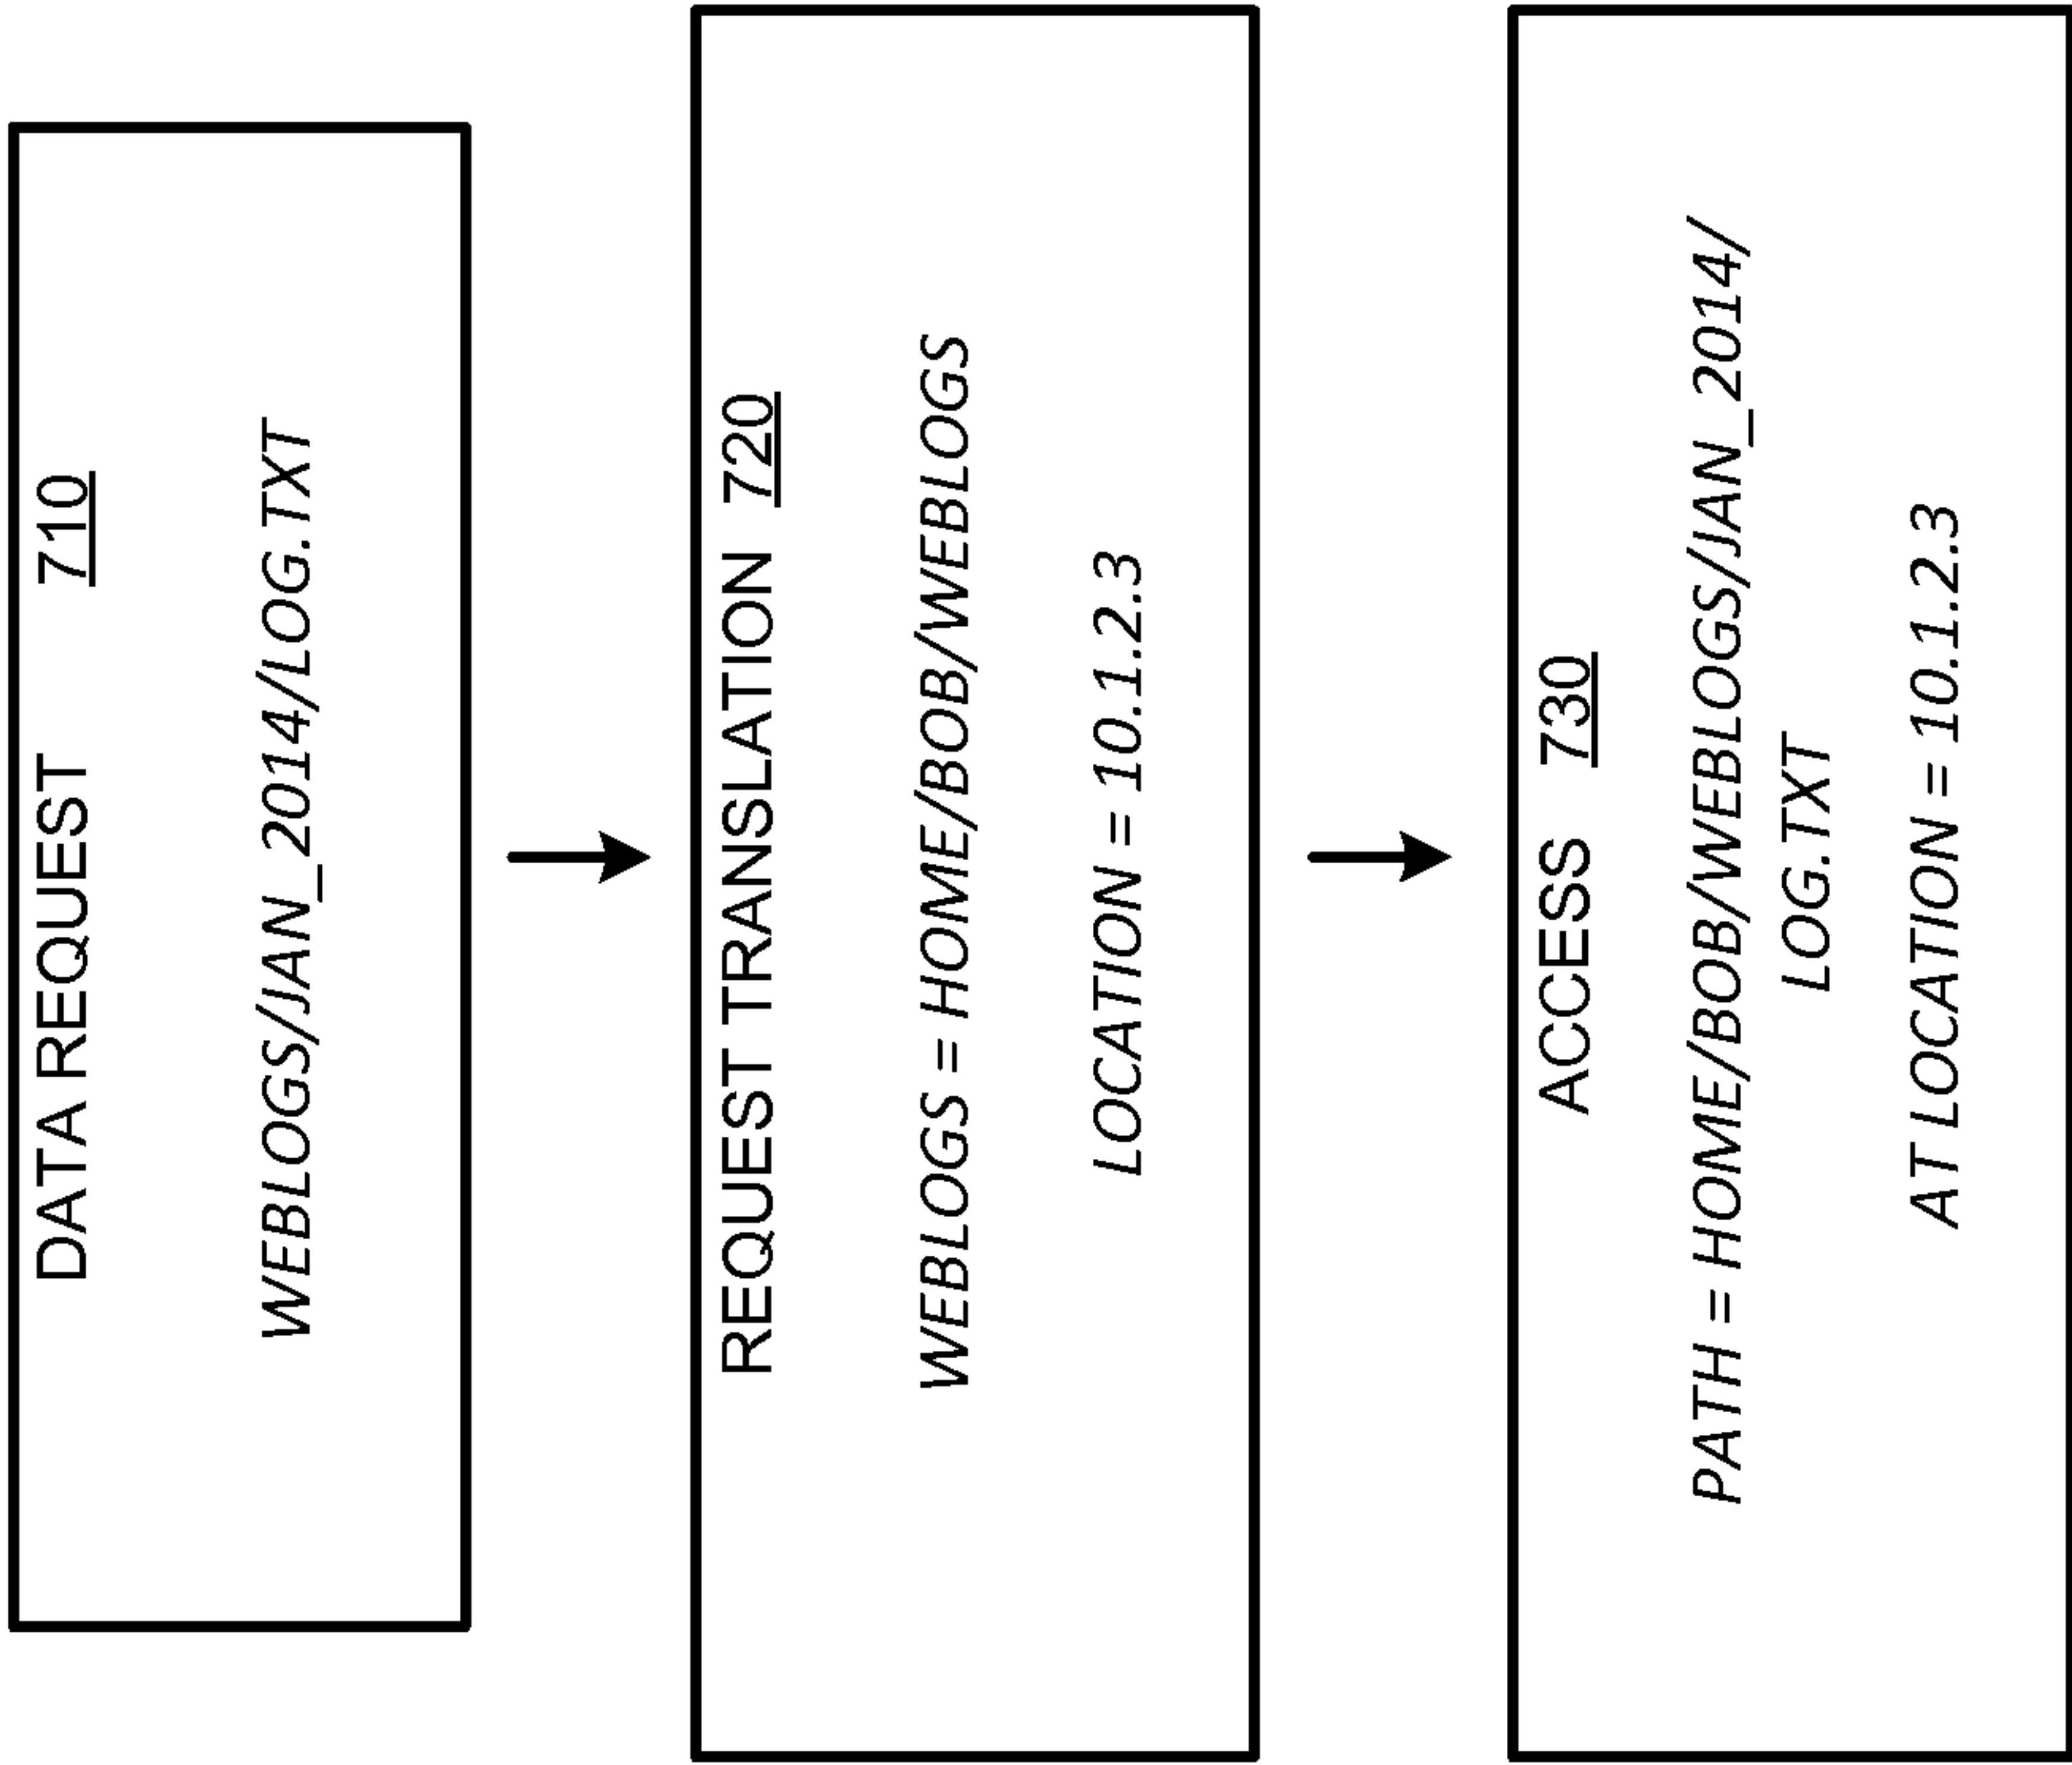 DATA REQUEST 710
WEBLOGS/JAN_2014/LOG.TXT
REQUEST TRANSLATION 720
WEBLOGS = HOME/BOB/WEBLOGS
LOCATION = 10.1.2.3
ACCESS 730
PATH = HOME/BOB/WEBLOGS/JAN_2014/
LOG.TXT
AT LOCATION = 10.1.2.3